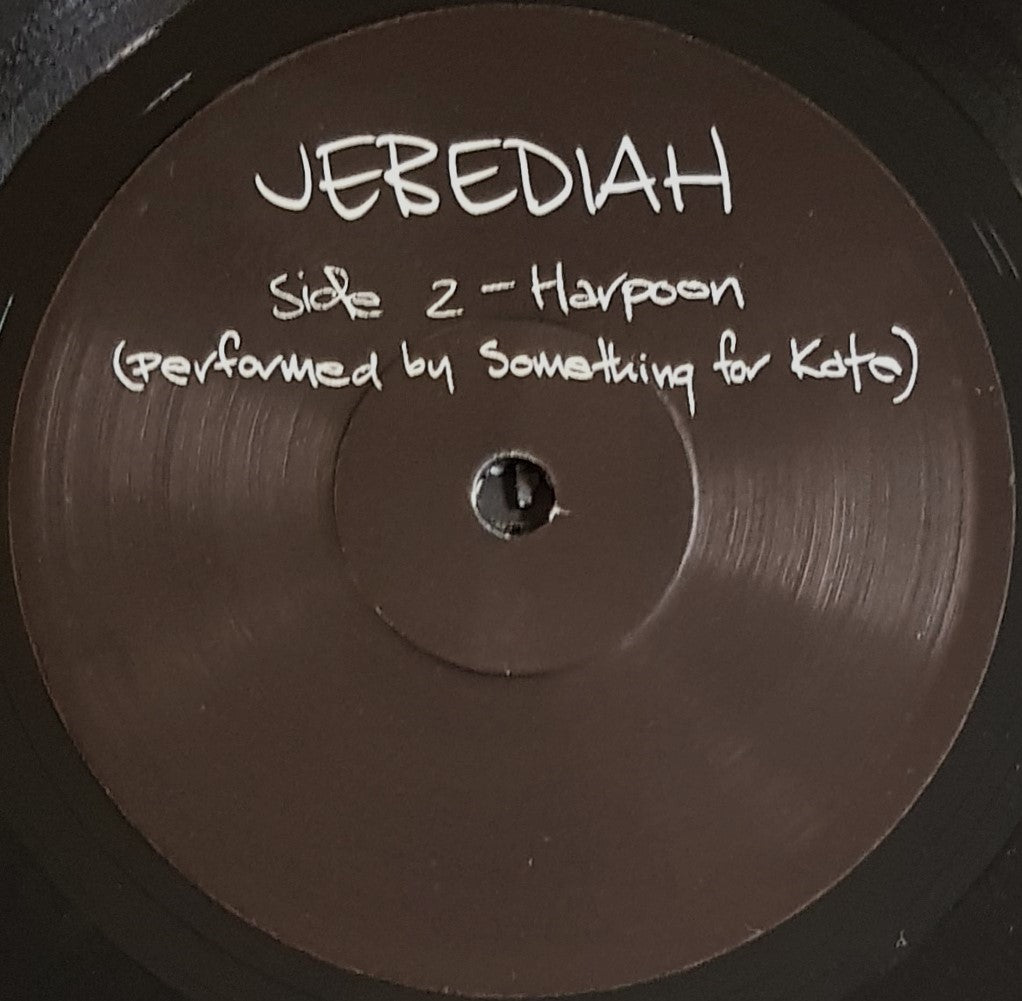 JEBEDIAH
Side 2 - Harpoon
(performed by Something for Kate)